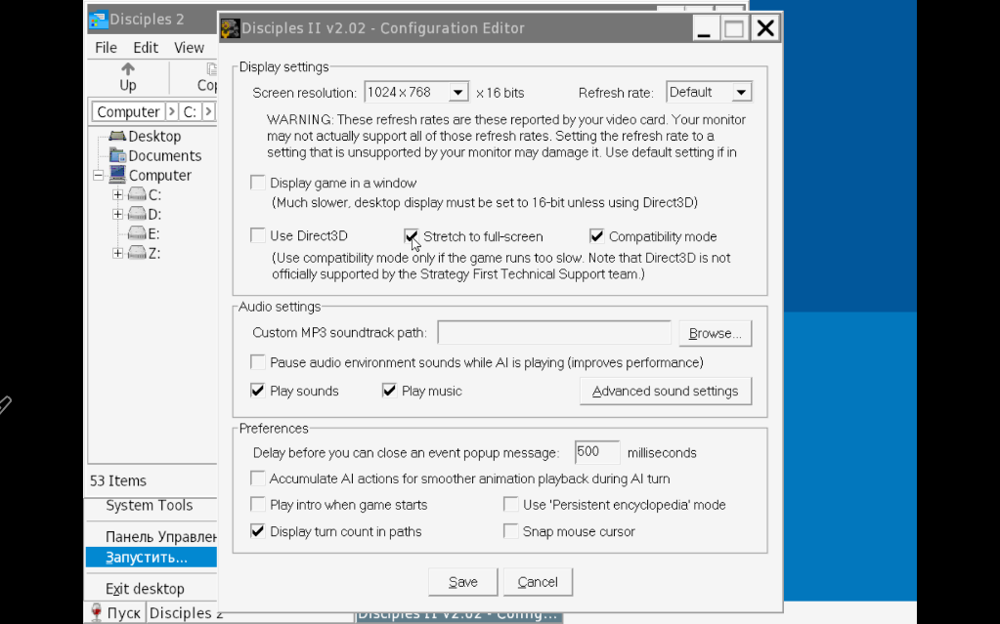 Disciples 2
Disciples II v2.02 - Configuration Editor
File Edit View
Up
Computer > C: >
Desktop
Documents
Computer
C:
D:
E:
Z:
53 Items
System Tools
Запустить...
Exit desktop
Пуск
Disciples 2
Disciples II v2.02 - Config...
Display settings
Screen resolution: 1024 x 768 x 16 bits Refresh rate: Default
WARNING: These refresh rates are these reported by your video card. Your monitor
may not actually support all of those refresh rates. Setting the refresh rate to a
setting that is unsupported by your monitor may damage it. Use default setting if in
Display game in a window
(Much slower, desktop display must be set to 16-bit unless using Direct3D)
Use Direct3D Stretch to full-screen Compatibility mode
(Use compatibility mode only if the game runs too slow. Note that Direct3D is not
officially supported by the Strategy First Technical Support team.)
Audio settings
Custom MP3 soundtrack path: Browse...
Pause audio environment sounds while AI is playing (improves performance)
Play sounds Play music Advanced sound settings
Preferences
Delay before you can close an event popup message: 500 milliseconds
Accumulate AI actions for smoother animation playback during AI turn
Play intro when game starts Use 'Persistent encyclopedia' mode
Display turn count in paths Snap mouse cursor
Save Cancel